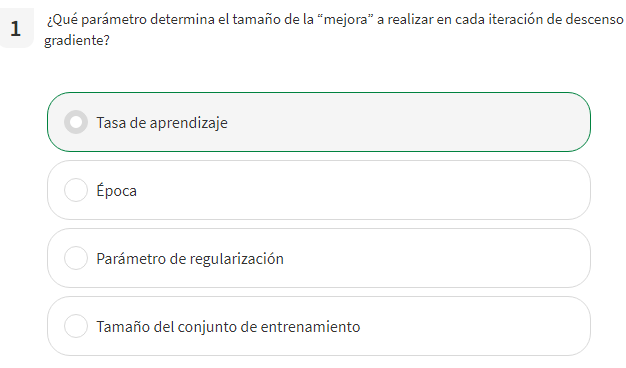 1
¿Qué parámetro determina el tamaño de la “mejora” a realizar en cada iteración de descenso
gradiente?
Tasa de aprendizaje
Época
Parámetro de regularización
Tamaño del conjunto de entrenamiento